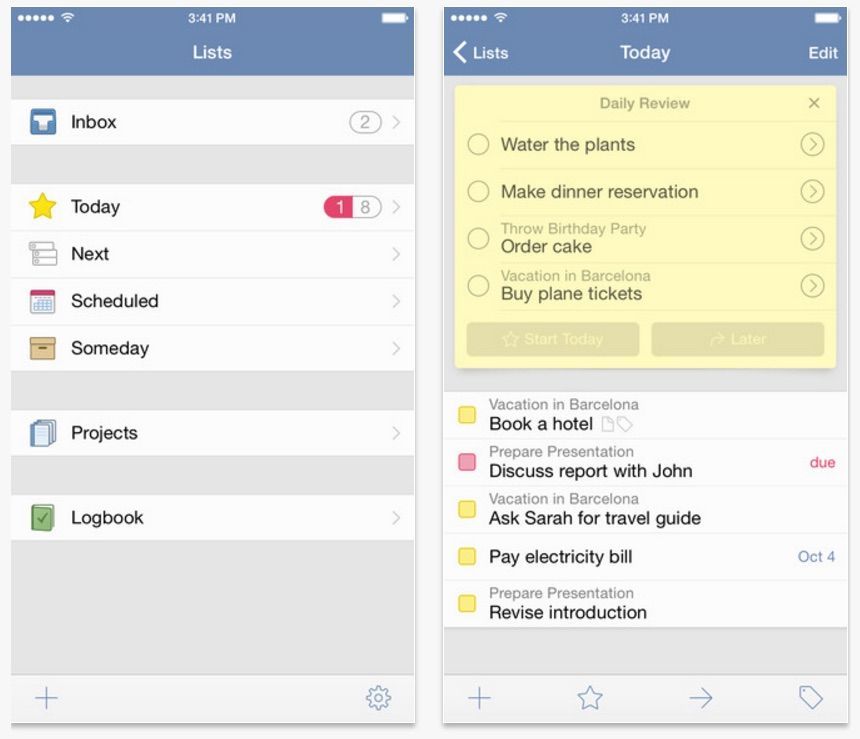 3:41 PM
Lists
Inbox 2
Today 1 8
Next
Scheduled
Someday
Projects
Logbook
3:41 PM
Lists Today Edit
Daily Review
Water the plants
Make dinner reservation
Throw Birthday Party
Order cake
Vacation in Barcelona
Buy plane tickets
Start Today Later
Vacation in Barcelona
Book a hotel
Prepare Presentation
Discuss report with John due
Vacation in Barcelona
Ask Sarah for travel guide
Pay electricity bill Oct 4
Prepare Presentation
Revise introduction